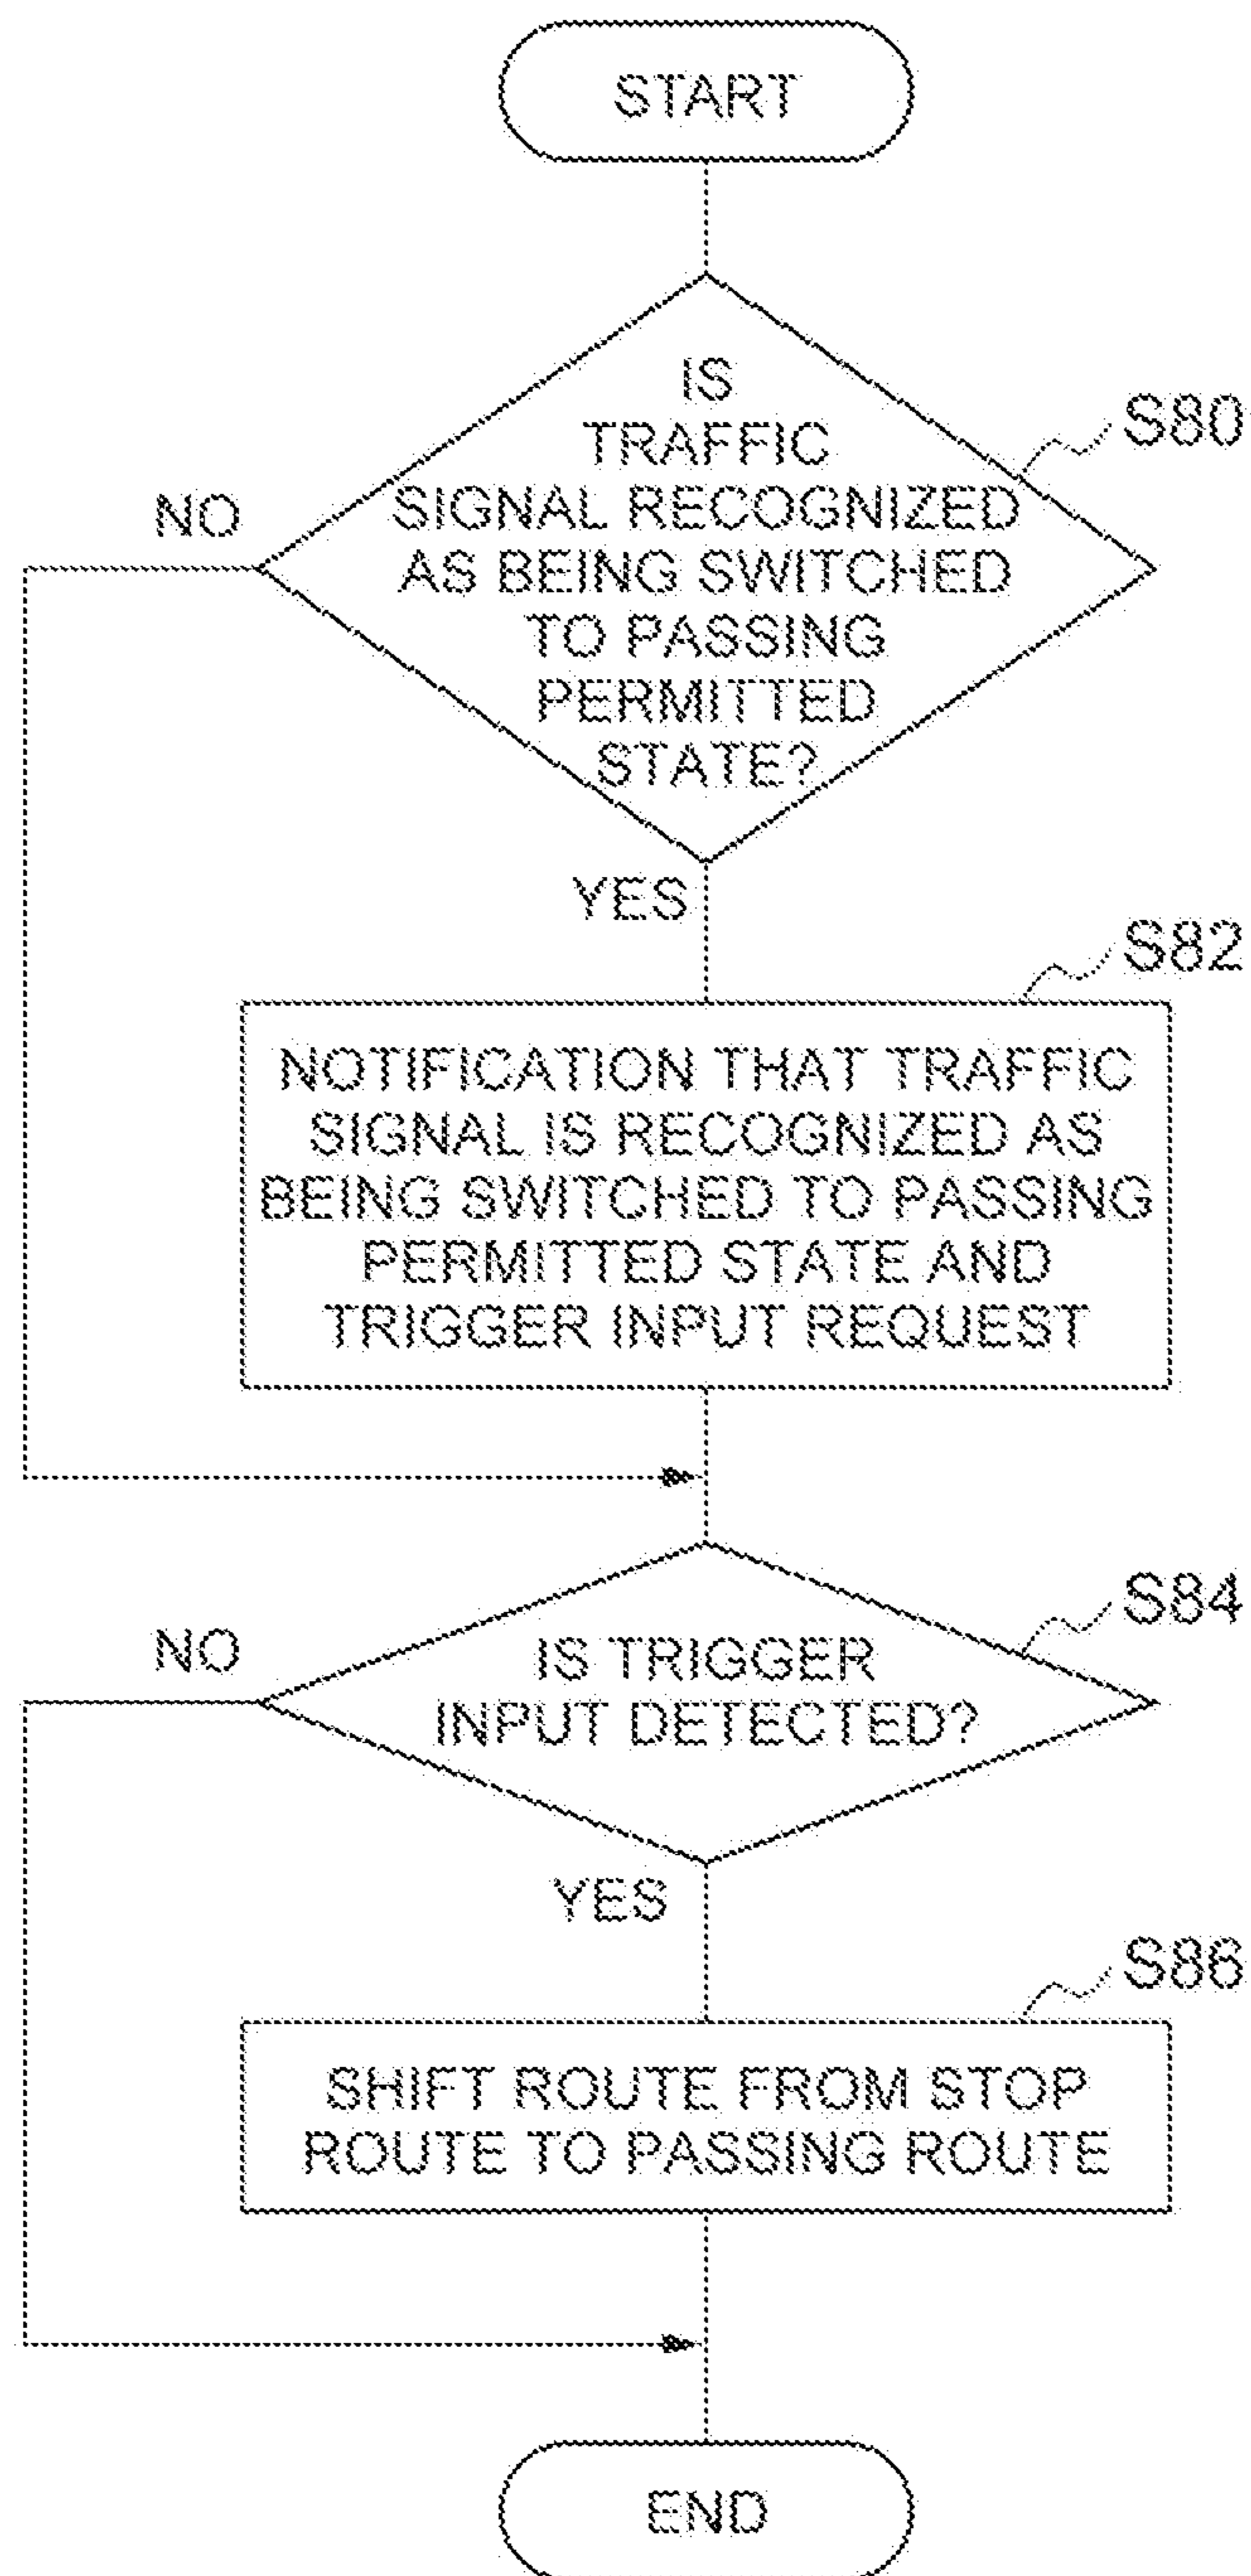 START
IS
TRAFFIC
SIGNAL RECOGNIZED
AS BEING SWITCHED
TO PASSING
PERMITTED
STATE?
S80
NO
YES
S82
NOTIFICATION THAT TRAFFIC
SIGNAL IS RECOGNIZED AS
BEING SWITCHED TO PASSING
PERMITTED STATE AND
TRIGGER INPUT REQUEST
S84
NO
IS TRIGGER
INPUT DETECTED?
YES
S86
SHIFT ROUTE FROM STOP
ROUTE TO PASSING ROUTE
END